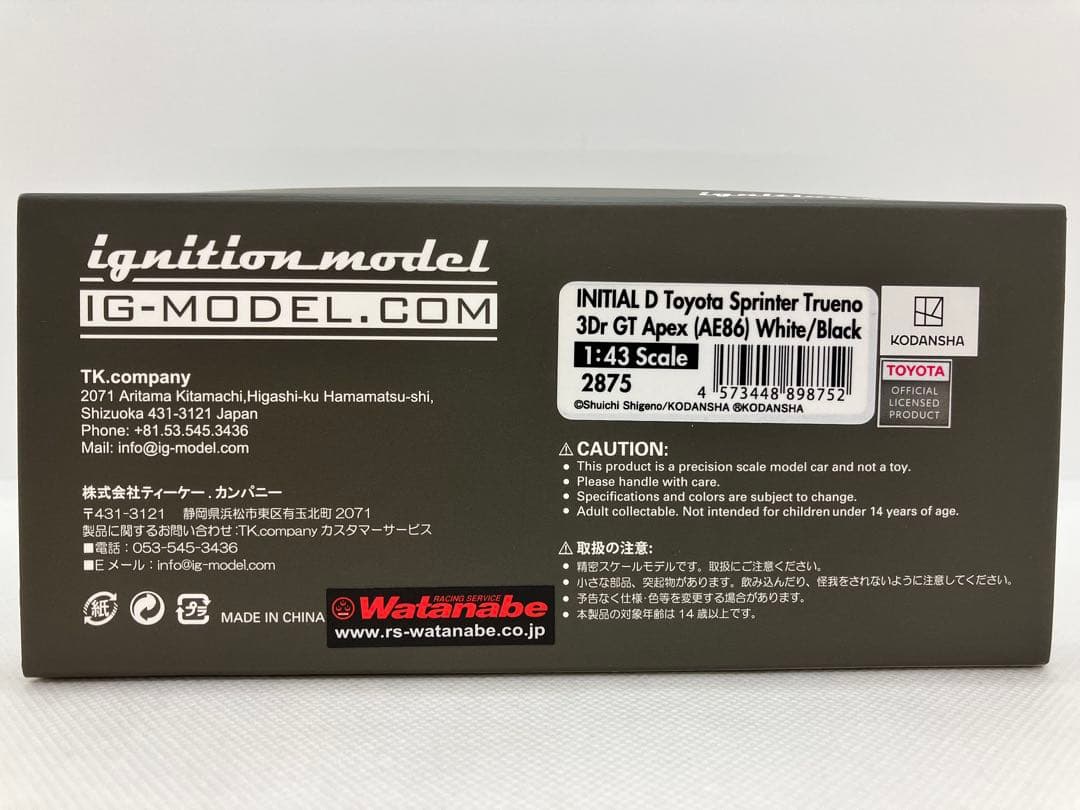 ignition model
IG-MODEL.COM
TK.company
2071 Aritama Kitamachi,Higashi-ku Hamamatsu-shi,
Shizuoka 431-3121 Japan
Phone: +81.53.545.3436
Mail: info@ig-model.com
株式会社ティーケー.カンパニー
〒431-3121 静岡県浜松市東区有玉北町 2071
製品に関するお問い合わせ:TK.company カスタマーサービス
■電話:053-545-3436
■E メール:info@ig-model.com
紙
プラ
MADE IN CHINA
RACING SERVICE
Watanabe
www.rs-watanabe.co.jp
INITIAL D Toyota Sprinter Trueno
3Dr GT Apex (AE86) White/Black
1:43 Scale
2875
4 573448 898752
©Shuichi Shigeno/KODANSHA ®KODANSHA
KODANSHA
TOYOTA
OFFICIAL
LICENSED
PRODUCT
⚠CAUTION:
● This product is a precision scale model car and not a toy.
● Please handle with care.
● Specifications and colors are subject to change.
● Adult collectable. Not intended for children under 14 years of age.
⚠取扱の注意:
● 精密スケールモデルです。取扱にご注意ください。
● 小さな部品、突起物があります。飲み込んだり、怪我をされないように注意してください。
● 予告なく仕様・色等を変更する場合があります。
● 本製品の対象年齢は 14 歳以上です。